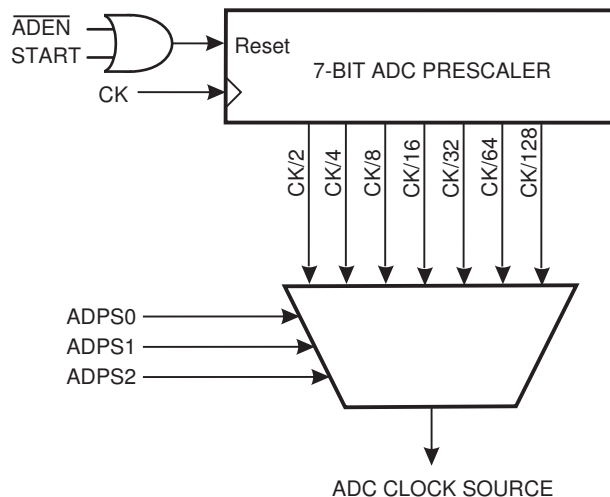 ADEN
START
Reset
7-BIT ADC PRESCALER
CK
CK/2
CK/4
CK/8
CK/16
CK/32
CK/64
CK/128
ADPS0
ADPS1
ADPS2
ADC CLOCK SOURCE